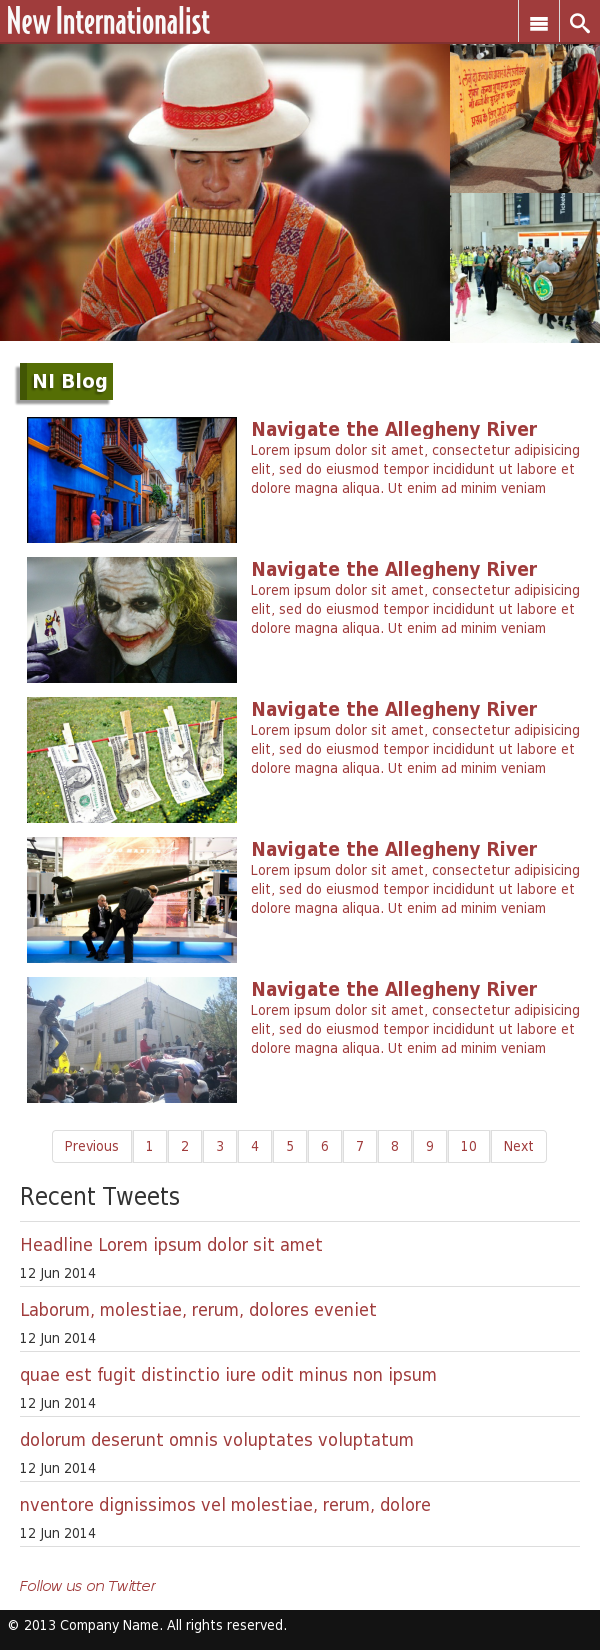 New Internationalist
Tickets
NI Blog
Navigate the Allegheny River
Lorem ipsum dolor sit amet, consectetur adipisicing
elit, sed do eiusmod tempor incididunt ut labore et
dolore magna aliqua. Ut enim ad minim veniam
Navigate the Allegheny River
Lorem ipsum dolor sit amet, consectetur adipisicing
elit, sed do eiusmod tempor incididunt ut labore et
dolore magna aliqua. Ut enim ad minim veniam
Navigate the Allegheny River
Lorem ipsum dolor sit amet, consectetur adipisicing
elit, sed do eiusmod tempor incididunt ut labore et
dolore magna aliqua. Ut enim ad minim veniam
Navigate the Allegheny River
Lorem ipsum dolor sit amet, consectetur adipisicing
elit, sed do eiusmod tempor incididunt ut labore et
dolore magna aliqua. Ut enim ad minim veniam
Navigate the Allegheny River
Lorem ipsum dolor sit amet, consectetur adipisicing
elit, sed do eiusmod tempor incididunt ut labore et
dolore magna aliqua. Ut enim ad minim veniam
Previous 1 2 3 4 5 6 7 8 9 10 Next
Recent Tweets
Headline Lorem ipsum dolor sit amet
12 Jun 2014
Laborum, molestiae, rerum, dolores eveniet
12 Jun 2014
quae est fugit distinctio iure odit minus non ipsum
12 Jun 2014
dolorum deserunt omnis voluptates voluptatum
12 Jun 2014
nventore dignissimos vel molestiae, rerum, dolore
12 Jun 2014
Follow us on Twitter
© 2013 Company Name. All rights reserved.